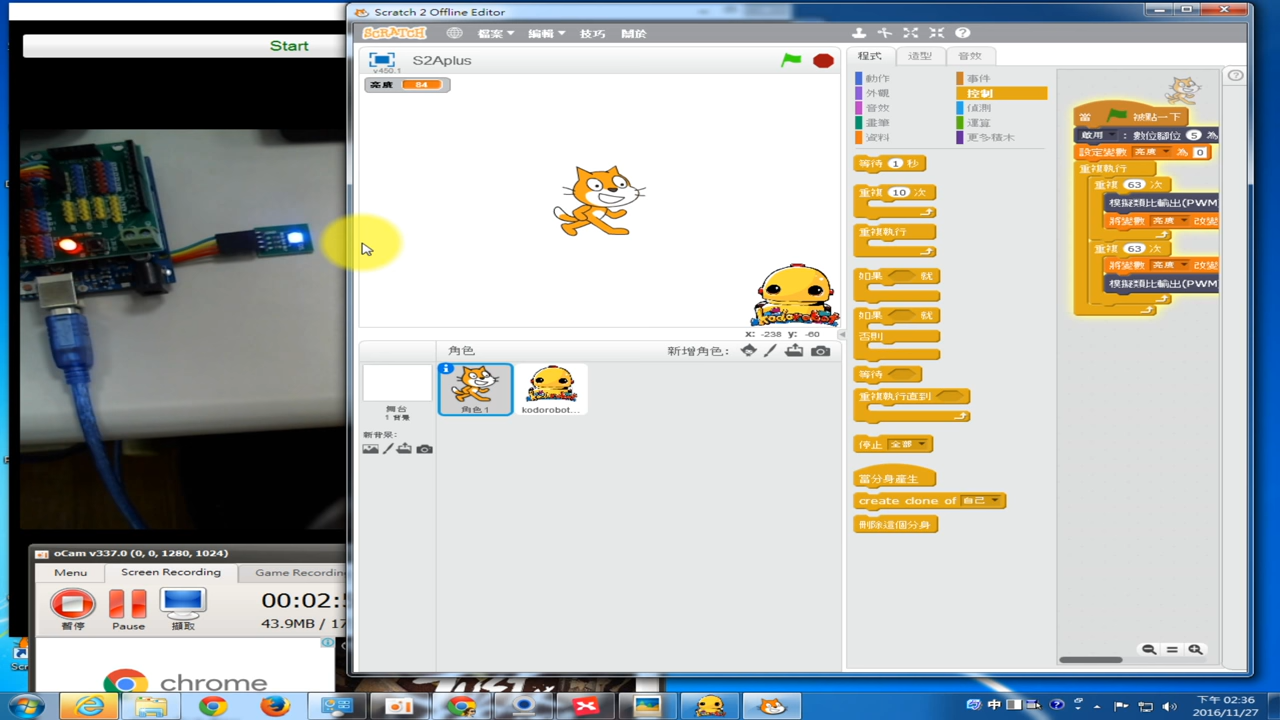 Scratch 2 Offline Editor
Start
SCRATCH
檔案
編輯
技巧
關於
v450.1
S2Aplus
亮度
程式
造型
音效
動作
外觀
音效
畫筆
資料
事件
控制
偵測
運算
更多積木
等待 1 秒
重複 10 次
重複執行
如果 就
如果 就
否則
等待
重複執行直到
停止 全部
當分身產生
create clone of 自己
刪除這個分身
當 被點一下
啟用 : 數位腳位 5 為
設定變數 亮度 為 0
重複執行
重複 63 次
模擬類比輸出(PWM
將變數 亮度 改變
重複 63 次
將變數 亮度 改變
模擬類比輸出(PWM
x: -238 y: -60
角色
新增角色:
舞台
1 背景
新背景:
角色1
kodorobot...
kodorobot
oCam v337.0 (0, 0, 1280, 1024)
Menu
Screen Recording
Game Recording
00:02:
暫停
Pause
擷取
43.9MB / 17
chrome
中
下午 02:36
2016/11/27